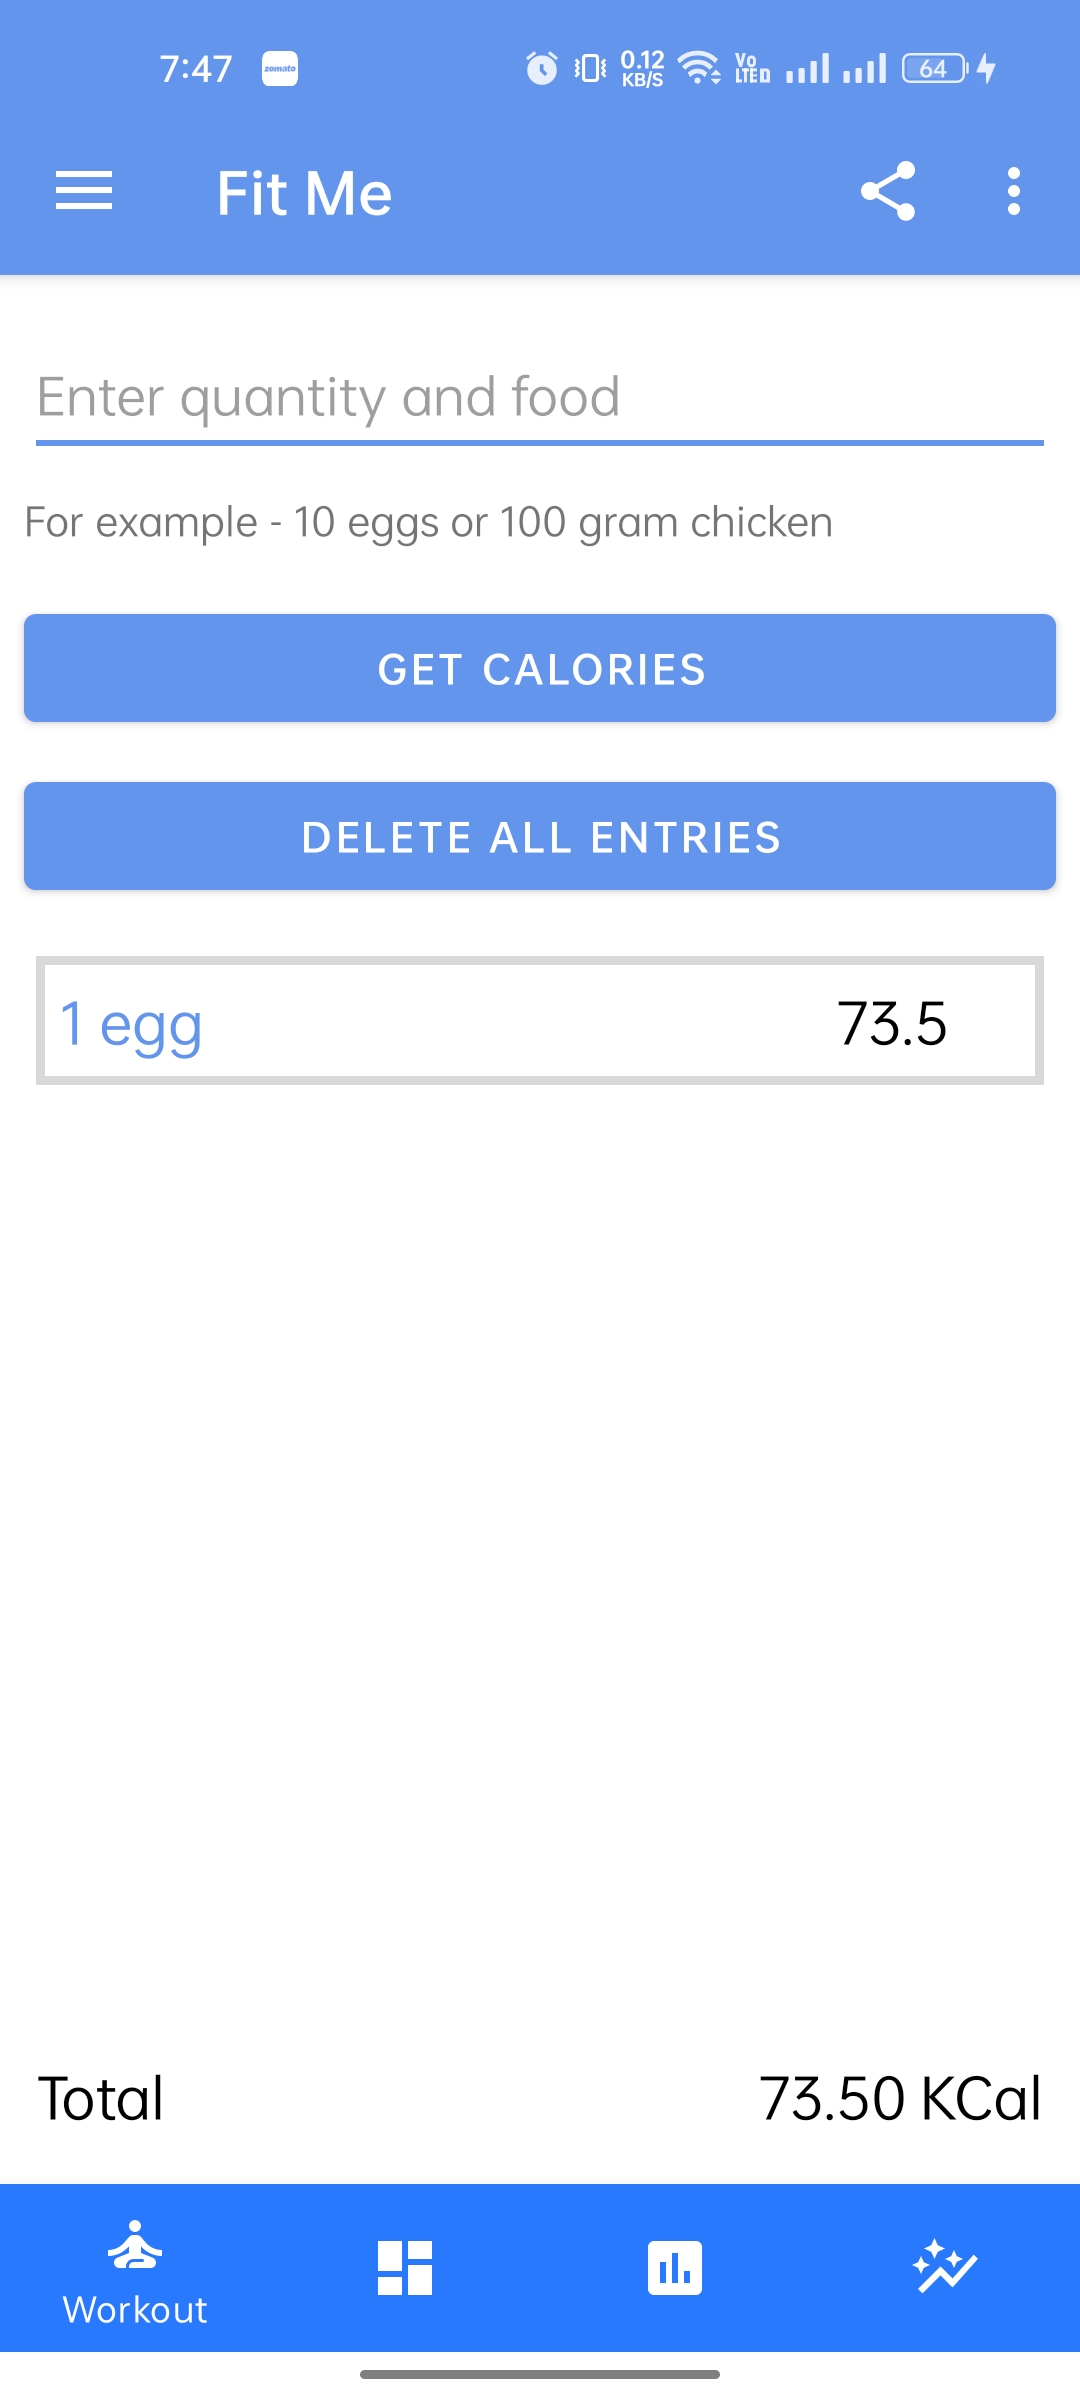 7:47 zomato 0.12 KB/S Vo LTE 64
Fit Me
Enter quantity and food
For example - 10 eggs or 100 gram chicken
GET CALORIES
DELETE ALL ENTRIES
1 egg 73.5
Total 73.50 KCal
Workout